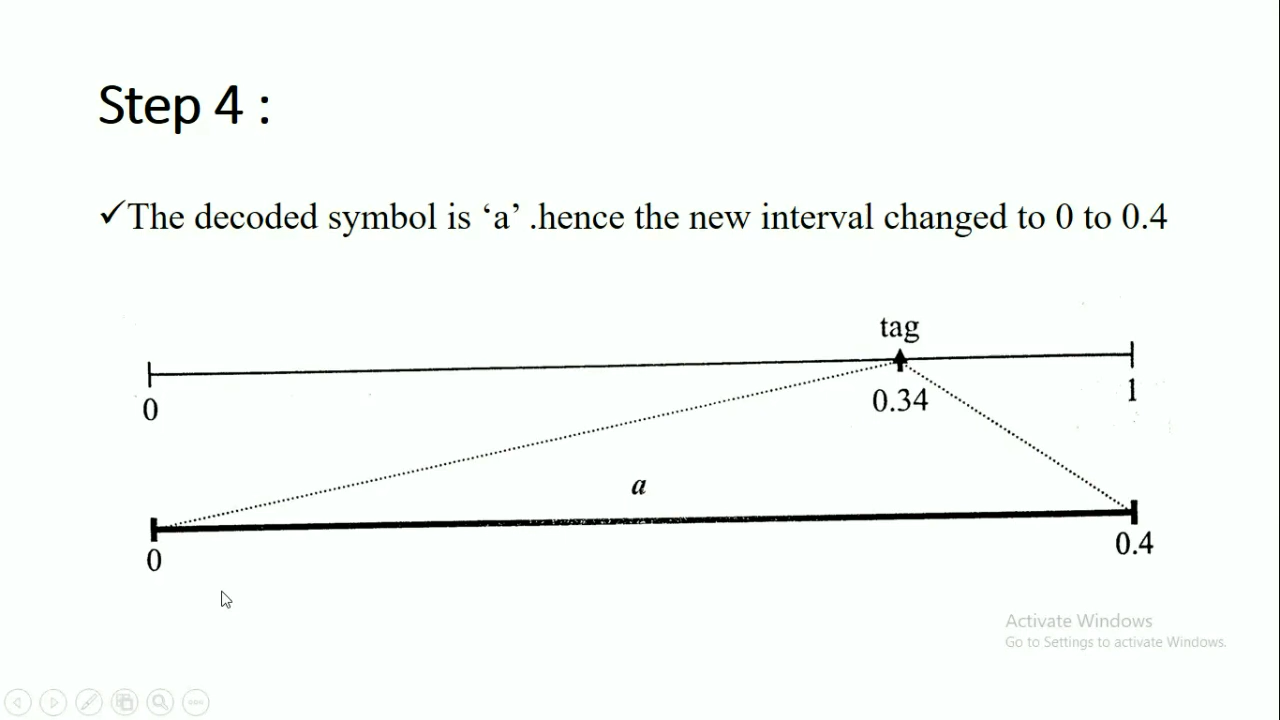 Step 4 :
✓The decoded symbol is ‘a’ .hence the new interval changed to 0 to 0.4
tag
0
0.34
1
a
0
0.4
Activate Windows
Go to Settings to activate Windows.